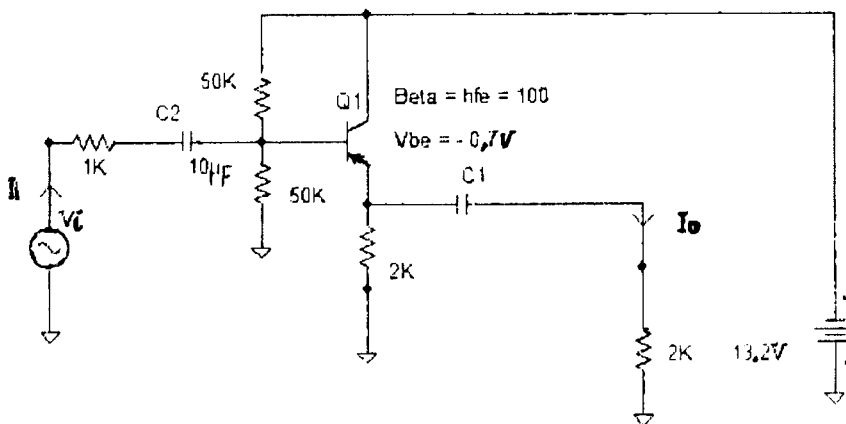 50K
Q1
Beta = hfe = 100
C2
Vbe = - 0,7V
1K
10µF
50K
C1
Ii
Vi
Io
2K
2K
13.2V